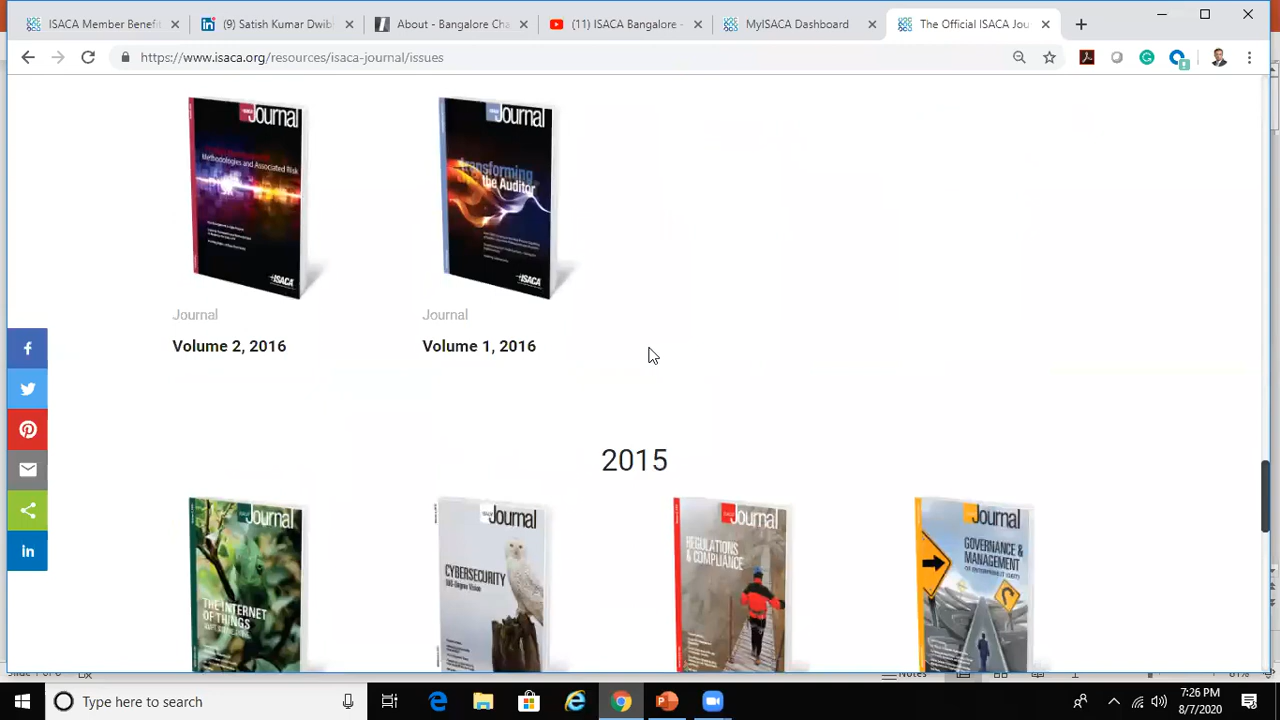 ISACA Member Benefi
(9) Satish Kumar Dwib
About - Bangalore Cha
(11) ISACA Bangalore -
MyISACA Dashboard
The Official ISACA Jou
https://www.isaca.org/resources/isaca-journal/issues
Journal
Methodologies and Associated Risk
ISACA
Journal
transforming
the Auditor
ISACA
Journal
Volume 2, 2016
Journal
Volume 1, 2016
2015
Journal
THE INTERNET
OF THINGS
Journal
CYBERSECURITY
Journal
REGULATIONS
& COMPLIANCE
Journal
GOVERNANCE &
MANAGEMENT
Notes
81%
Type here to search
7:26 PM
8/7/2020